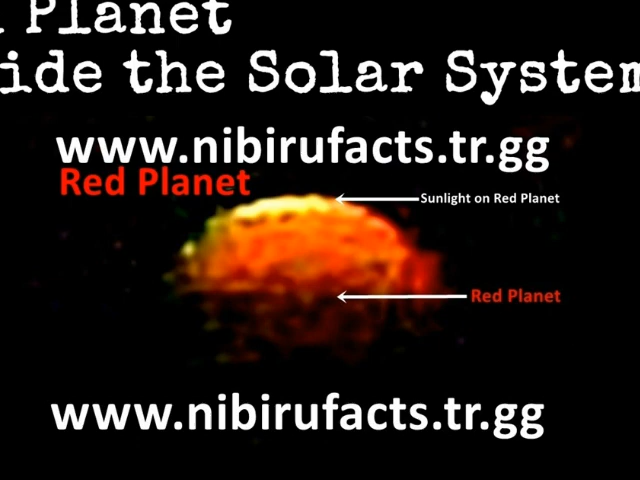 Planet
ide the Solar System
www.nibirufacts.tr.gg
Red Planet
Sunlight on Red Planet
Red Planet
www.nibirufacts.tr.gg